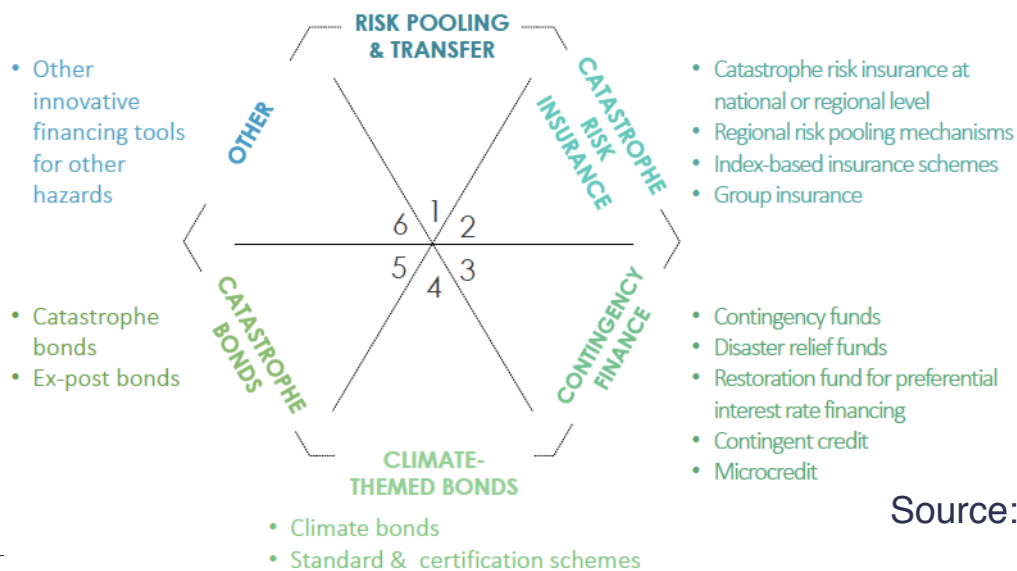 RISK POOLING
& TRANSFER
• Other
innovative
financing tools
for other
hazards
OTHER
CATASTROPHE
RISK
INSURANCE
• Catastrophe risk insurance at
national or regional level
• Regional risk pooling mechanisms
• Index-based insurance schemes
• Group insurance
6 1 2
5 4 3
• Catastrophe
bonds
• Ex-post bonds
CATASTROPHE
BONDS
CONTINGENCY
FINANCE
• Contingency funds
• Disaster relief funds
• Restoration fund for preferential
interest rate financing
• Contingent credit
• Microcredit
CLIMATE-
THEMED BONDS
• Climate bonds
• Standard & certification schemes
Source: